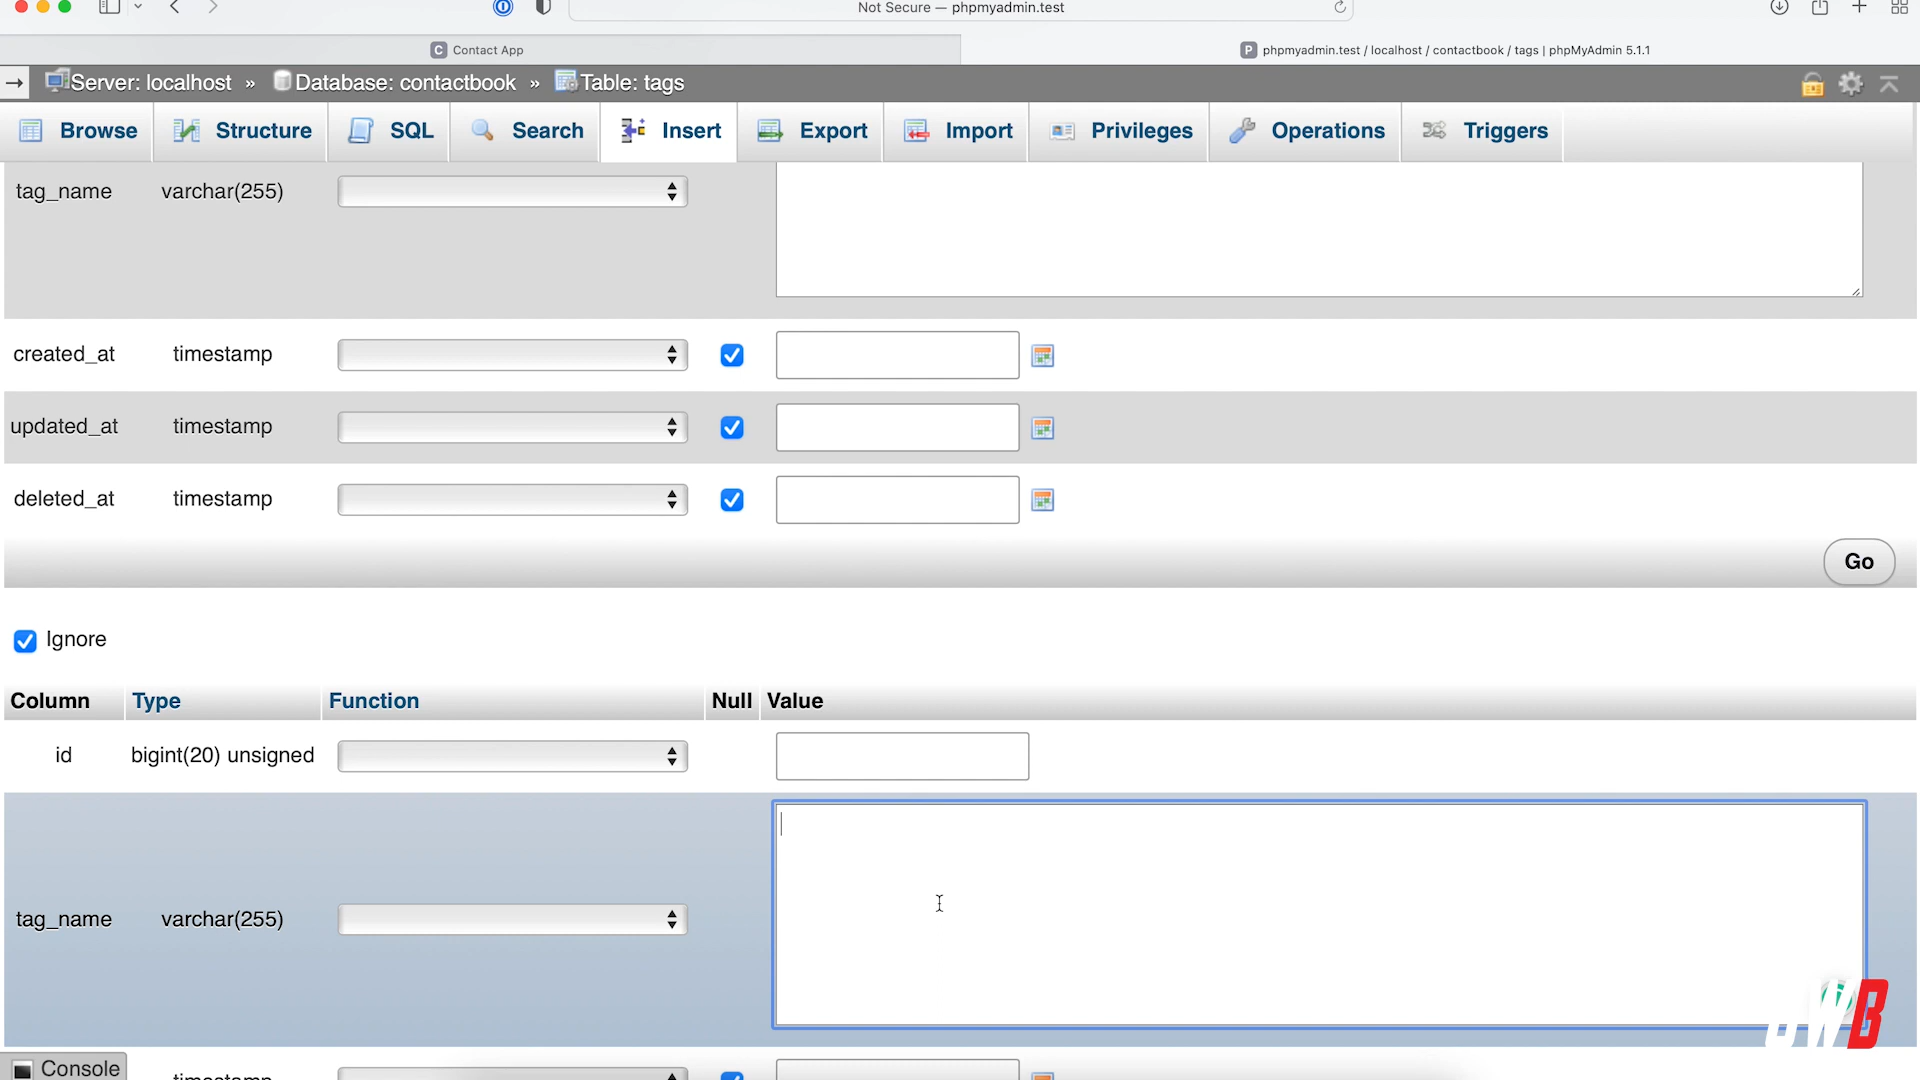 Not Secure — phpmyadmin.test
C Contact App
P phpmyadmin.test / localhost / contactbook / tags | phpMyAdmin 5.1.1
→ Server: localhost » Database: contactbook » Table: tags
Browse Structure SQL Search Insert Export Import Privileges Operations Triggers
tag_name varchar(255)
created_at timestamp
updated_at timestamp
deleted_at timestamp
Go
Ignore
Column Type Function Null Value
id bigint(20) unsigned
tag_name varchar(255)
Console
timestamp